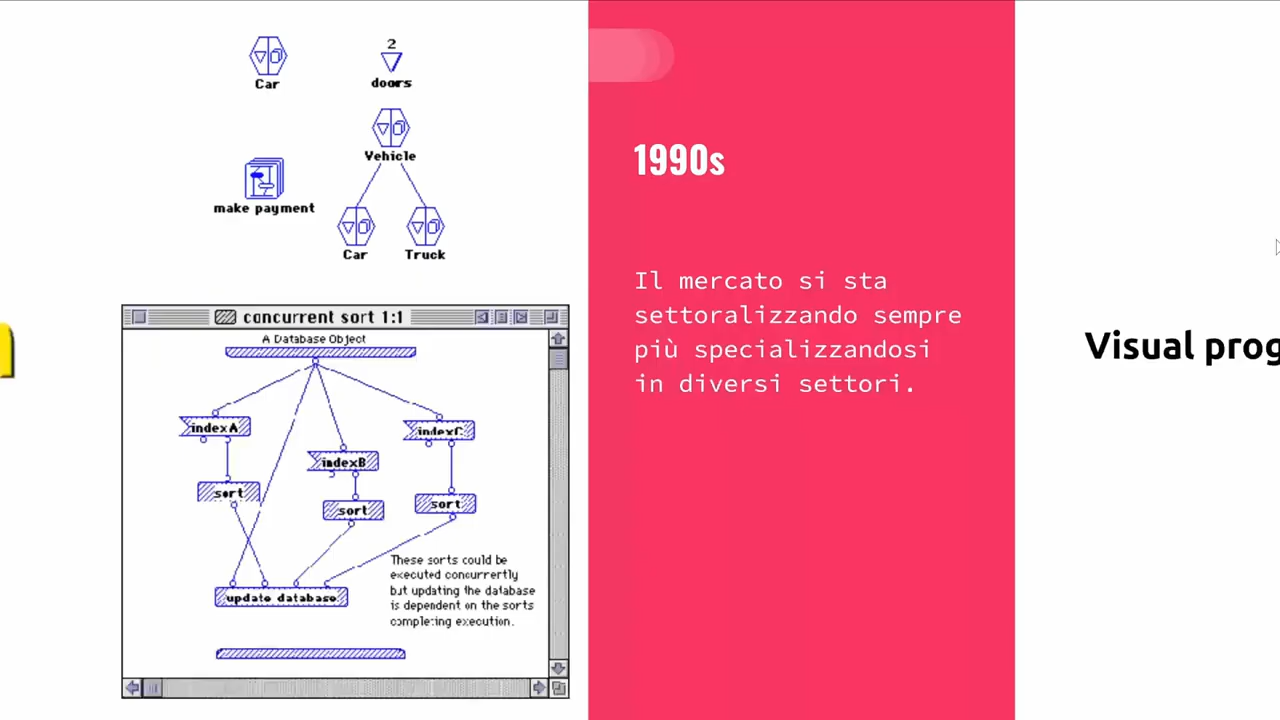 Car
2
doors
Vehicle
make payment
Car
Truck
concurrent sort 1:1
A Database Object
indexA
indexC
indexB
sort
sort
sort
These sorts could be
executed concurrertly
but updating the database
is dependent on the sorts
completing execution.
update database
1990s
Il mercato si sta
settoralizzando sempre
più specializzandosi
in diversi settori.
Visual prog